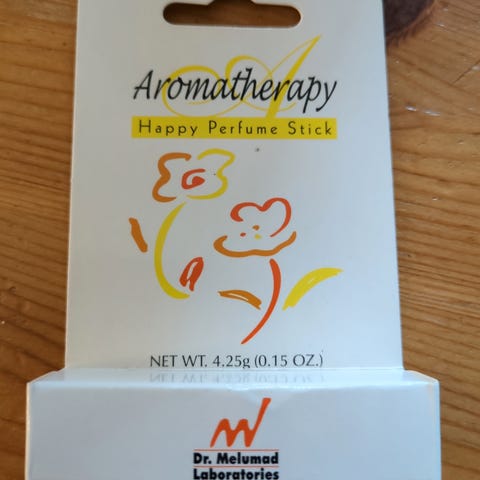 Aromatherapy
Happy Perfume Stick
NET WT. 4.25g (0.15 OZ.)
Dr. Melumad
Laboratories